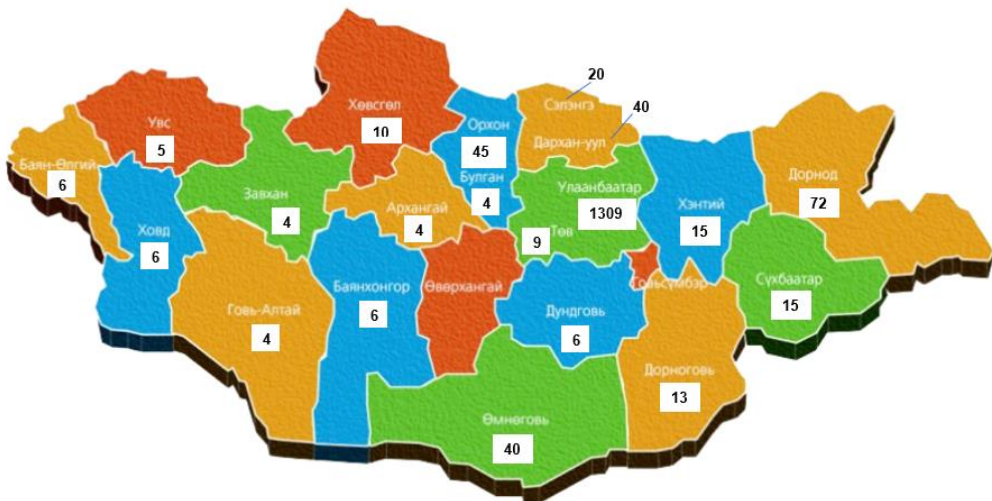 20
Сэлэнгэ
40
Дархан-уул
Хөвсгөл
10
Орхон
45
Булган
4
Увс
5
Баян-Өлгий
6
Завхан
4
Архангай
4
Улаанбаатар
1309
Төв
9
Хэнтий
15
Дорнод
72
Ховд
6
Говь-Алтай
4
Баянхонгор
6
Өвөрхангай
Дундговь
6
Говьсүмбэр
Сүхбаатар
15
Дорноговь
13
Өмнөговь
40